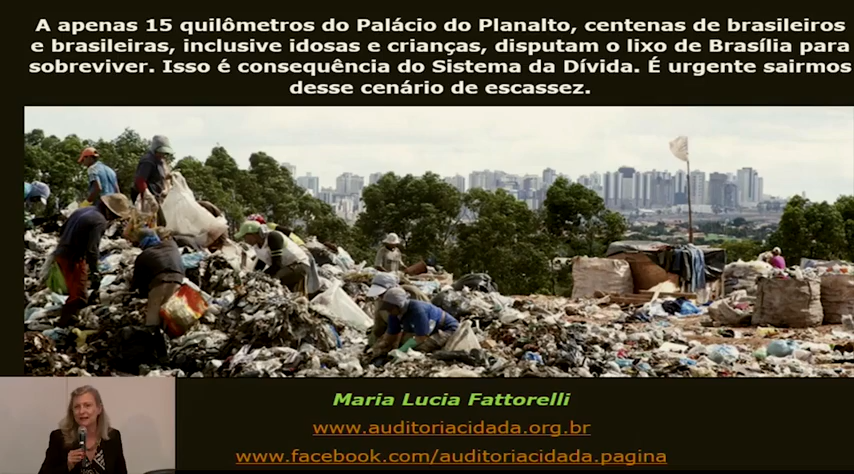 A apenas 15 quilômetros do Palácio do Planalto, centenas de brasileiros
e brasileiras, inclusive idosas e crianças, disputam o lixo de Brasília para
sobreviver. Isso é consequência do Sistema da Dívida. É urgente sairmos
desse cenário de escassez.
Maria Lucia Fattorelli
www.auditoriacidada.org.br
www.facebook.com/auditoriacidada.pagina